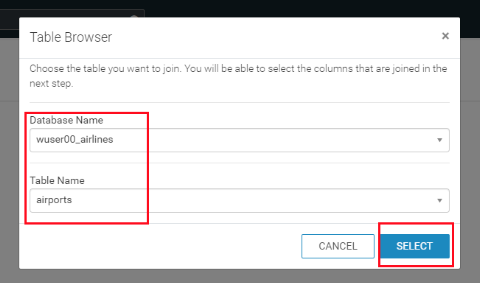 Table Browser ×
Choose the table you want to join. You will be able to select the columns that are joined in the
next step.
Database Name
wuser00_airlines
Table Name
airports
CANCEL SELECT